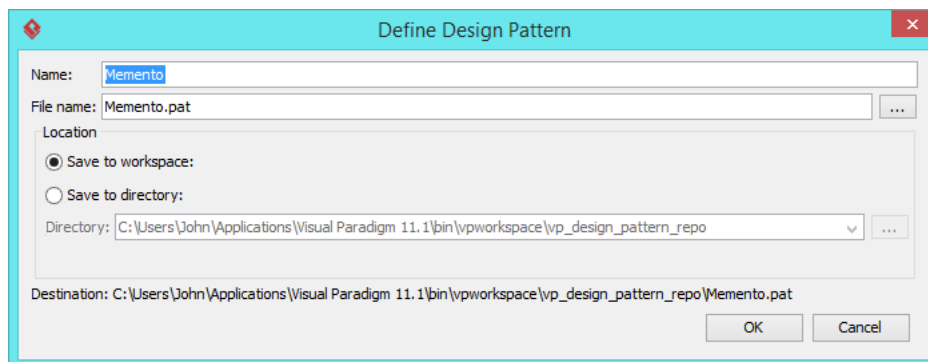 Define Design Pattern
Name: Memento
File name: Memento.pat ...
Location
Save to workspace:
Save to directory:
Directory: C:\Users\John\Applications\Visual Paradigm 11.1\bin\vpworkspace\vp_design_pattern_repo ...
Destination: C:\Users\John\Applications\Visual Paradigm 11.1\bin\vpworkspace\vp_design_pattern_repo\Memento.pat
OK Cancel